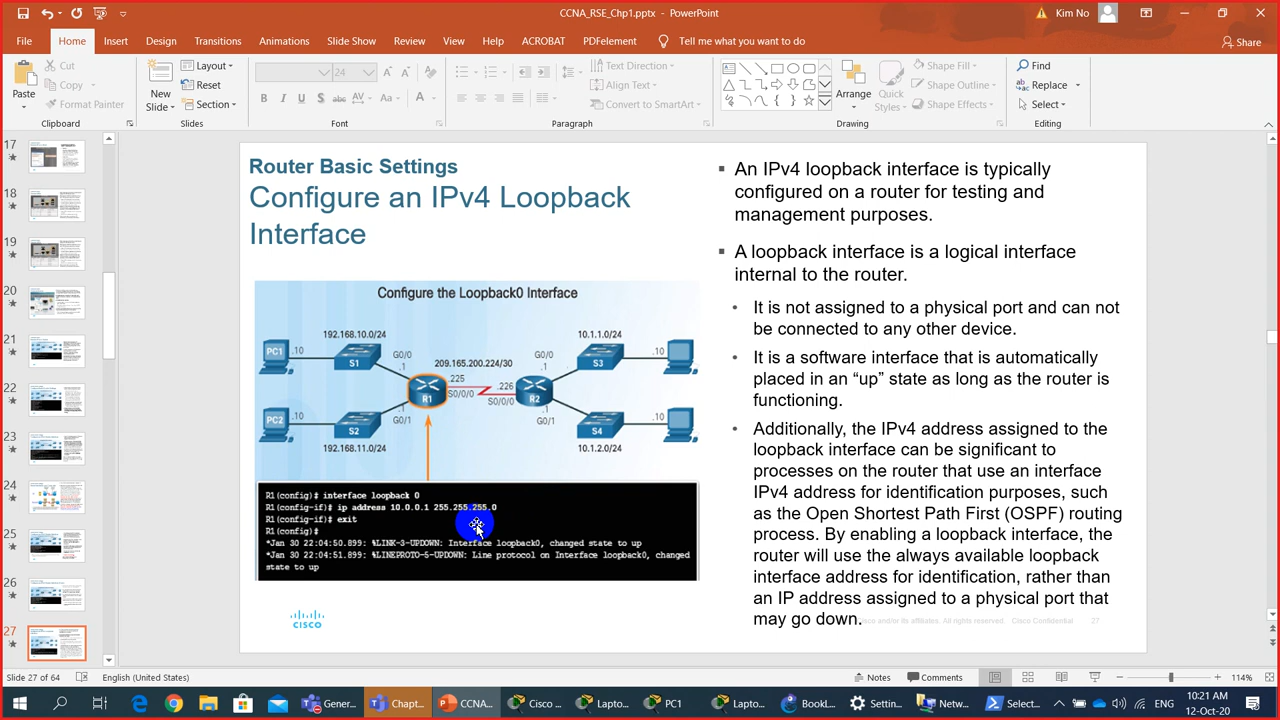 CCNA_RSE_Chp1.pptx - PowerPoint
Kim No
File Home Insert Design Transitions Animations Slide Show Review View Help ACROBAT PDFelement Tell me what you want to do
Share
Paste
Cut
Copy
Format Painter
Clipboard
New Slide
Layout
Reset
Section
Slides
24
Font
Paragraph
Text Direction
Align Text
Convert to SmartArt
Arrange
Quick Styles
Shape Fill
Shape Outline
Shape Effects
Drawing
Find
Replace
Select
Editing
17
18
19
20
21
22
23
24
25
26
27
Router Basic Settings
Configure an IPv4 Loopback
Interface
Configure the Loopback0 Interface
192.168.10.0/24
10.1.1.0/24
PC1 .10 S1 G0/0 .1
209.165.200.224/30
G0/0 .1 S3 .10
R1 .225 S0/0/0 .226 S0/0/0 R2
PC2 .10 S2 .1 G0/1
.1 G0/1 S4 .10
192.168.11.0/24
10.1.2.0/24
R1(config)# interface loopback 0
R1(config-if)# ip address 10.0.0.1 255.255.255.0
R1(config-if)# exit
R1(config)#
*Jan 30 22:04:50.899: %LINK-3-UPDOWN: Interface loopback0, changed state to up
*Jan 30 22:04:51.899: %LINEPROTO-5-UPDOWN: Line protocol on Interface loopback0, changed
state to up
CISCO
An IPv4 loopback interface is typically
configured on a router for testing and
management purposes.
A loopback interface is a logical interface
internal to the router.
It is not assigned to a physical port and can not
be connected to any other device.
It is a software interface that is automatically
placed in an “up” state as long as the router is
functioning.
Additionally, the IPv4 address assigned to the
loopback interface can be significant to
processes on the router that use an interface
IPv4 address for identification purposes, such
as the Open Shortest Path First (OSPF) routing
process. By enabling a loopback interface, the
router will use the always available loopback
interface address for identification, rather than
an IP address assigned to a physical port that
may go down.
and/or its affiliates. All rights reserved. Cisco Confidential 27
Slide 27 of 64 English (United States)
Notes Comments 114%
Gener... Chapt... CCNA... Cisco ... Lapto... PC1 Lapto... BookL... Settin... Netw... Select...
10:21 AM
12-Oct-20